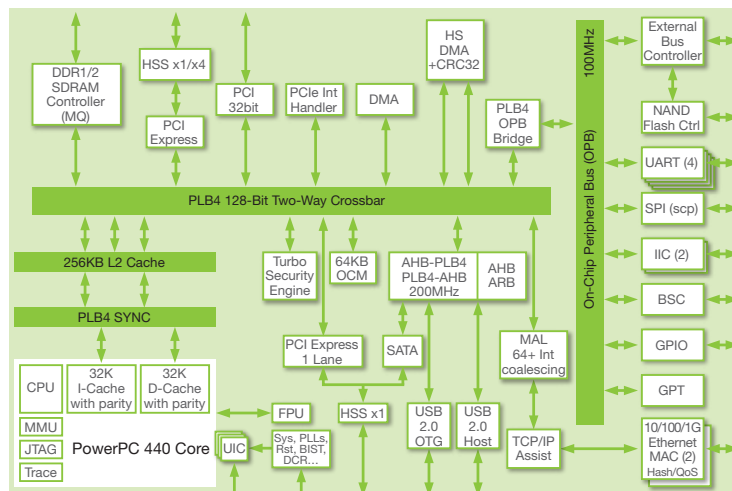 DDR1/2
SDRAM
Controller
(MQ)
HSS x1/x4
PCI
Express
PCI
32bit
PCIe Int
Handler
DMA
HS
DMA
+CRC32
PLB4
OPB
Bridge
100MHz
On-Chip Peripheral Bus (OPB)
External
Bus
Controller
NAND
Flash Ctrl
UART (4)
SPI (scp)
IIC (2)
BSC
GPIO
GPT
10/100/1G
Ethernet
MAC (2)
Hash/QoS
PLB4 128-Bit Two-Way Crossbar
256KB L2 Cache
PLB4 SYNC
Turbo
Security
Engine
64KB
OCM
AHB-PLB4
PLB4-AHB
200MHz
AHB
ARB
PCI Express
1 Lane
SATA
MAL
64+ Int
coalescing
CPU
32K
I-Cache
with parity
32K
D-Cache
with parity
MMU
JTAG
Trace
PowerPC 440 Core
FPU
UIC
Sys, PLLs,
Rst, BIST,
DCR...
HSS x1
USB
2.0
OTG
USB
2.0
Host
TCP/IP
Assist